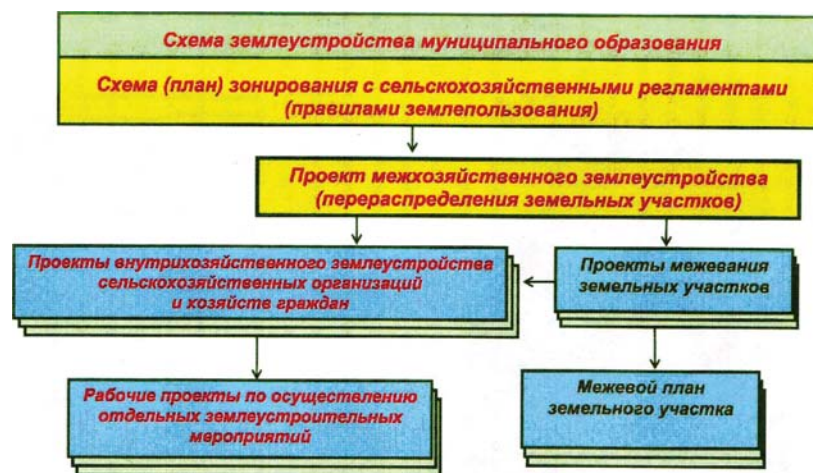 Схема землеустройства муниципального образования
Схема (план) зонирования с сельскохозяйственными регламентами
(правилами землепользования)
Проект межхозяйственного землеустройства
(перераспределения земельных участков)
Проекты внутрихозяйственного землеустройства
сельскохозяйственных организаций
и хозяйств граждан
Проекты межевания
земельных участков
Рабочие проекты по осуществлению
отдельных землеустроительных
мероприятий
Межевой план
земельного участка